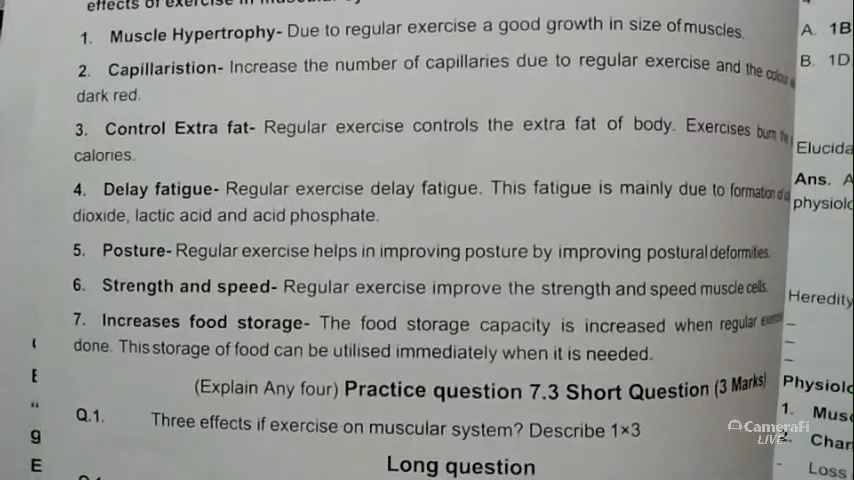 effects of exercise in muscular
1. Muscle Hypertrophy- Due to regular exercise a good growth in size of muscles.
2. Capillaristion- Increase the number of capillaries due to regular exercise and the colour
dark red.
3. Control Extra fat- Regular exercise controls the extra fat of body. Exercises burn the
calories.
4. Delay fatigue- Regular exercise delay fatigue. This fatigue is mainly due to formation of
dioxide, lactic acid and acid phosphate.
5. Posture- Regular exercise helps in improving posture by improving postural deformities.
6. Strength and speed- Regular exercise improve the strength and speed muscle cells.
7. Increases food storage- The food storage capacity is increased when regular
done. This storage of food can be utilised immediately when it is needed.
(Explain Any four) Practice question 7.3 Short Question (3 Marks)
Q.1. Three effects if exercise on muscular system? Describe 1×3
Long question
A. 1B
B. 1D
Elucida
Ans. A
physiolo
Heredity
–
–
–
Physiolo
1. Musc
2. Chan
- Loss
E
"
g
E
CameraFi
LIVE